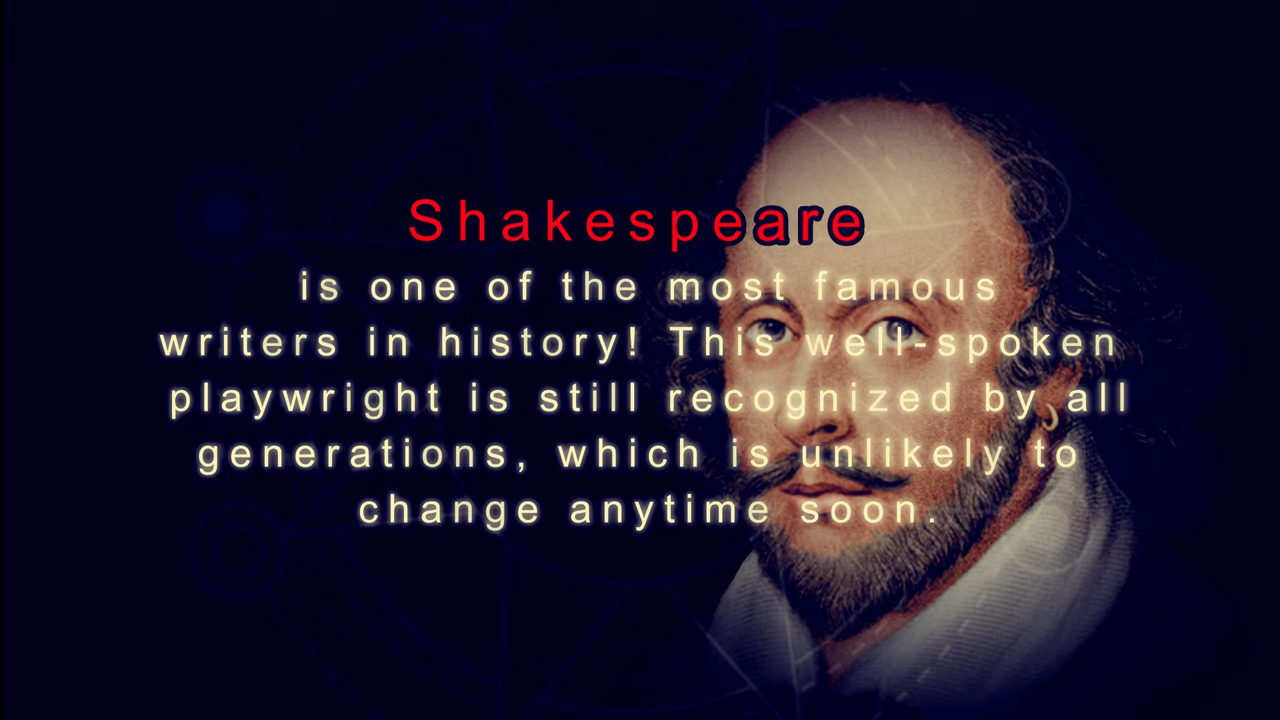 Shakespeare
is one of the most famous
writers in history! This well-spoken
playwright is still recognized by all
generations, which is unlikely to
change anytime soon.